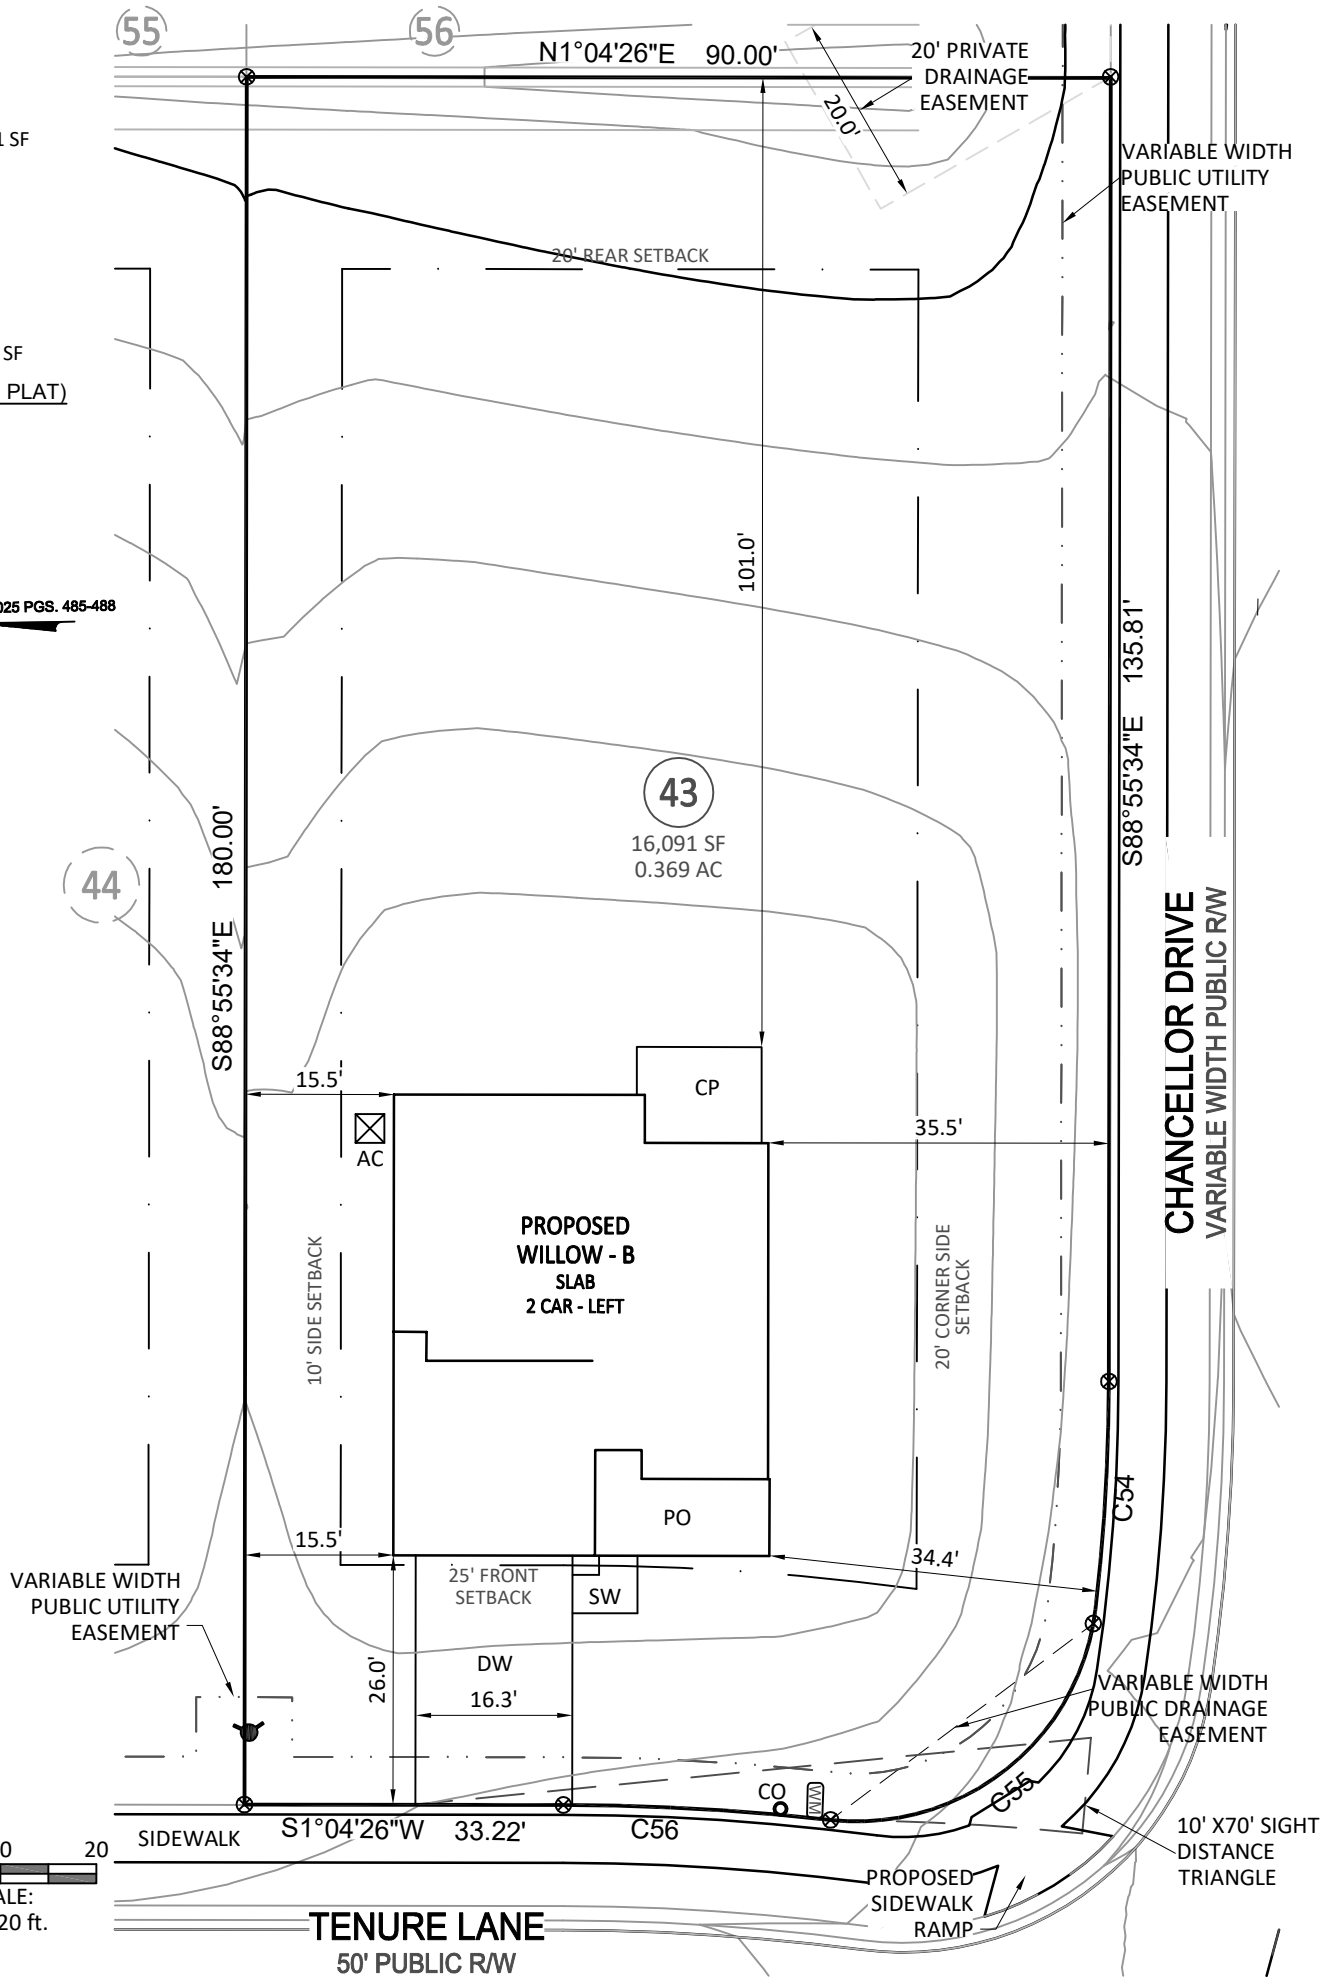 55
56
N1°04'26"E 90.00'
20' PRIVATE
DRAINAGE
EASEMENT
20.0'
SF
VARIABLE WIDTH
PUBLIC UTILITY
EASEMENT
20' REAR SETBACK
SF
PLAT)
101.0'
025 PGS. 485-488
S88°55'34"E 135.81'
43
16,091 SF
0.369 AC
S88°55'34"E 180.00'
44
CHANCELLOR DRIVE
VARIABLE WIDTH PUBLIC R/W
15.5'
CP
35.5'
AC
PROPOSED
WILLOW - B
SLAB
2 CAR - LEFT
10' SIDE SETBACK
20' CORNER SIDE
SETBACK
C54
PO
15.5'
34.4'
25' FRONT
SETBACK
SW
VARIABLE WIDTH
PUBLIC UTILITY
EASEMENT
26.0'
DW
16.3'
VARIABLE WIDTH
PUBLIC DRAINAGE
EASEMENT
CO
WM
C55
S1°04'26"W 33.22'
C56
SIDEWALK
10' X70' SIGHT
DISTANCE
TRIANGLE
0 20
ALE:
20 ft.
PROPOSED
SIDEWALK
RAMP
TENURE LANE
50' PUBLIC R/W